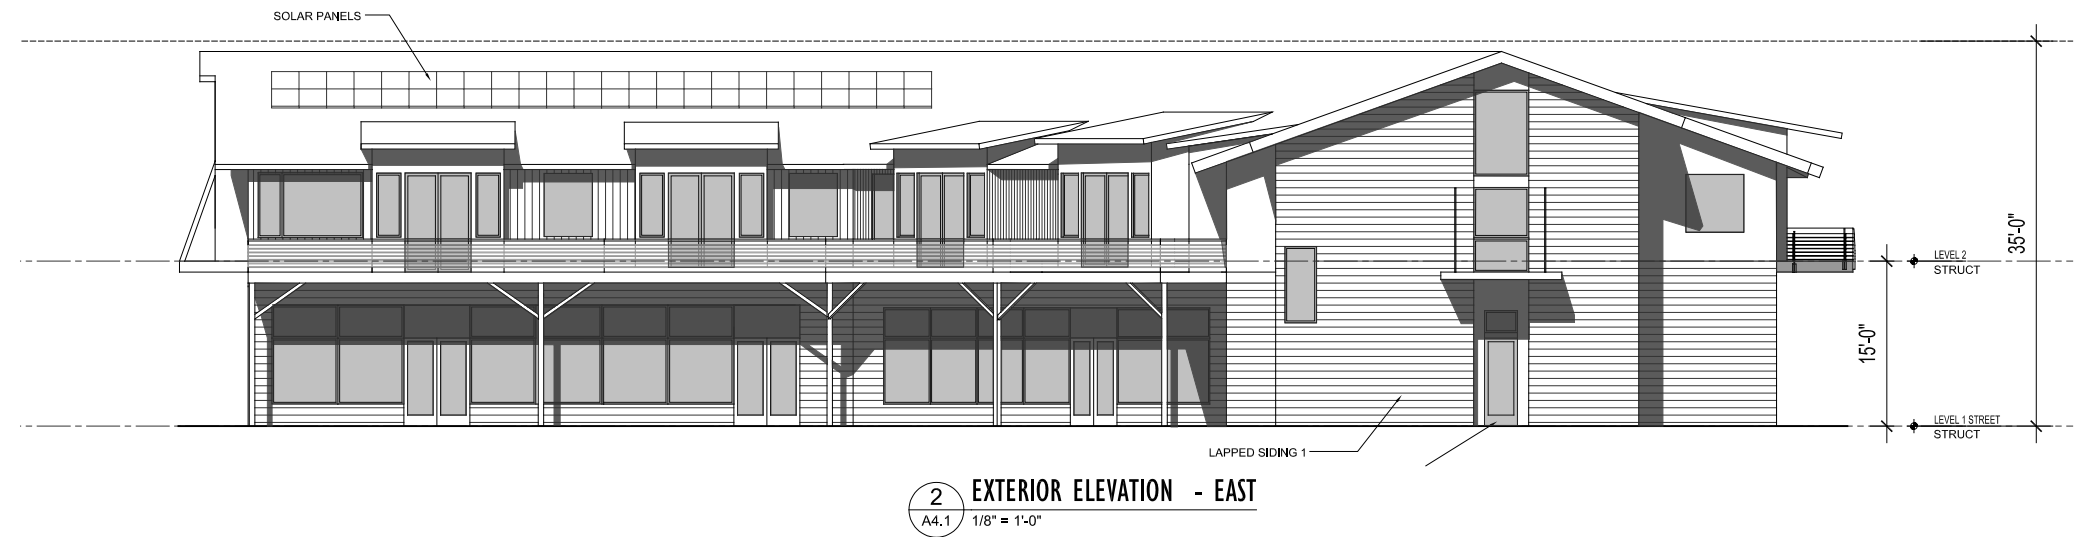 SOLAR PANELS
35'-0"
LEVEL 2
STRUCT
15'-0"
LEVEL 1 STREET
STRUCT
LAPPED SIDING 1
2
EXTERIOR ELEVATION - EAST
A4.1
1/8" = 1'-0"